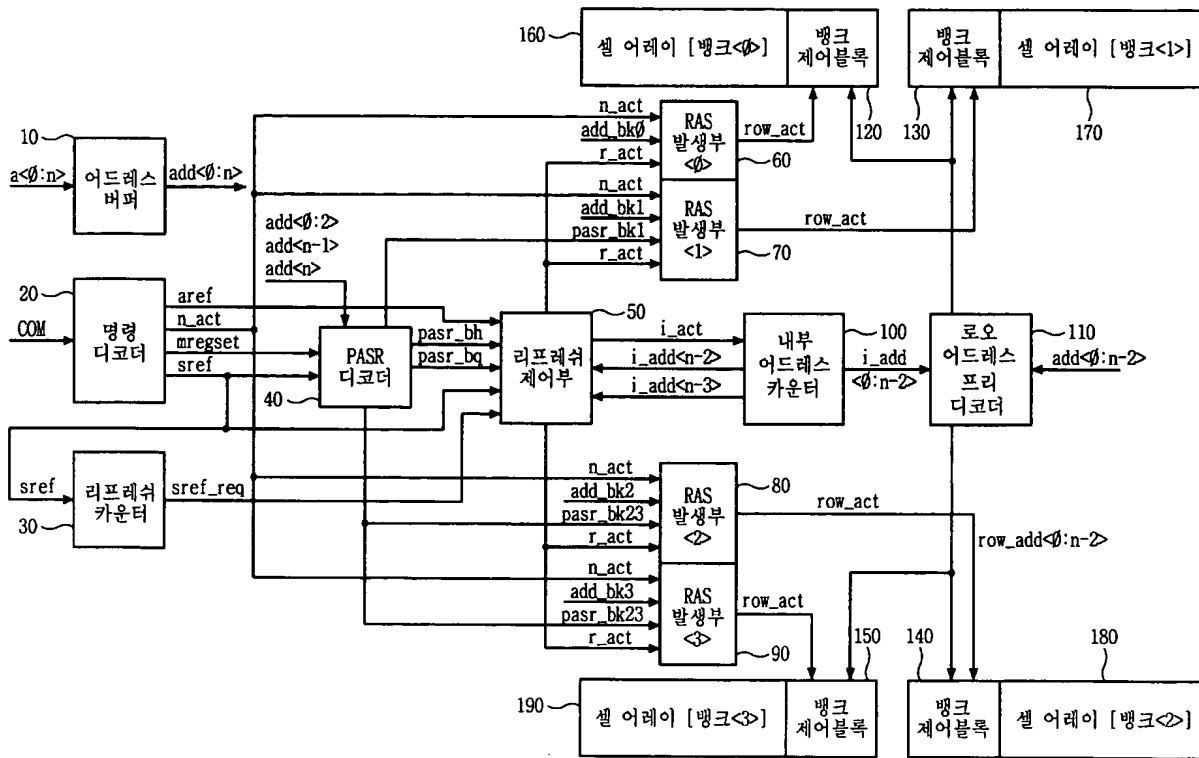 160
셀 어레이 [뱅크<0>]
뱅크
제어블록
120
뱅크
제어블록
셀 어레이 [뱅크<1>]
130
170
10
a<0:n>
어드레스
버퍼
add<0:n>
n_act
add_bk0
r_act
RAS
발생부
<0>
row_act
60
n_act
add_bk1
pasr_bk1
r_act
RAS
발생부
<1>
row_act
70
add<0:2>
add<n-1>
add<n>
20
COM
명령
디코더
aref
n_act
mregset
sref
PASR
디코더
40
pasr_bh
pasr_bq
50
리프레쉬
제어부
i_act
i_add<n-2>
i_add<n-3>
100
내부
어드레스
카운터
i_add
<0:n-2>
로오
어드레스
프리
디코더
110
add<0:n-2>
sref
리프레쉬
카운터
30
sref_req
n_act
add_bk2
pasr_bk23
r_act
RAS
발생부
<2>
80
row_act
row_add<0:n-2>
n_act
add_bk3
pasr_bk23
r_act
RAS
발생부
<3>
row_act
90
150
140
180
190
셀 어레이 [뱅크<3>]
뱅크
제어블록
뱅크
제어블록
셀 어레이 [뱅크<2>]